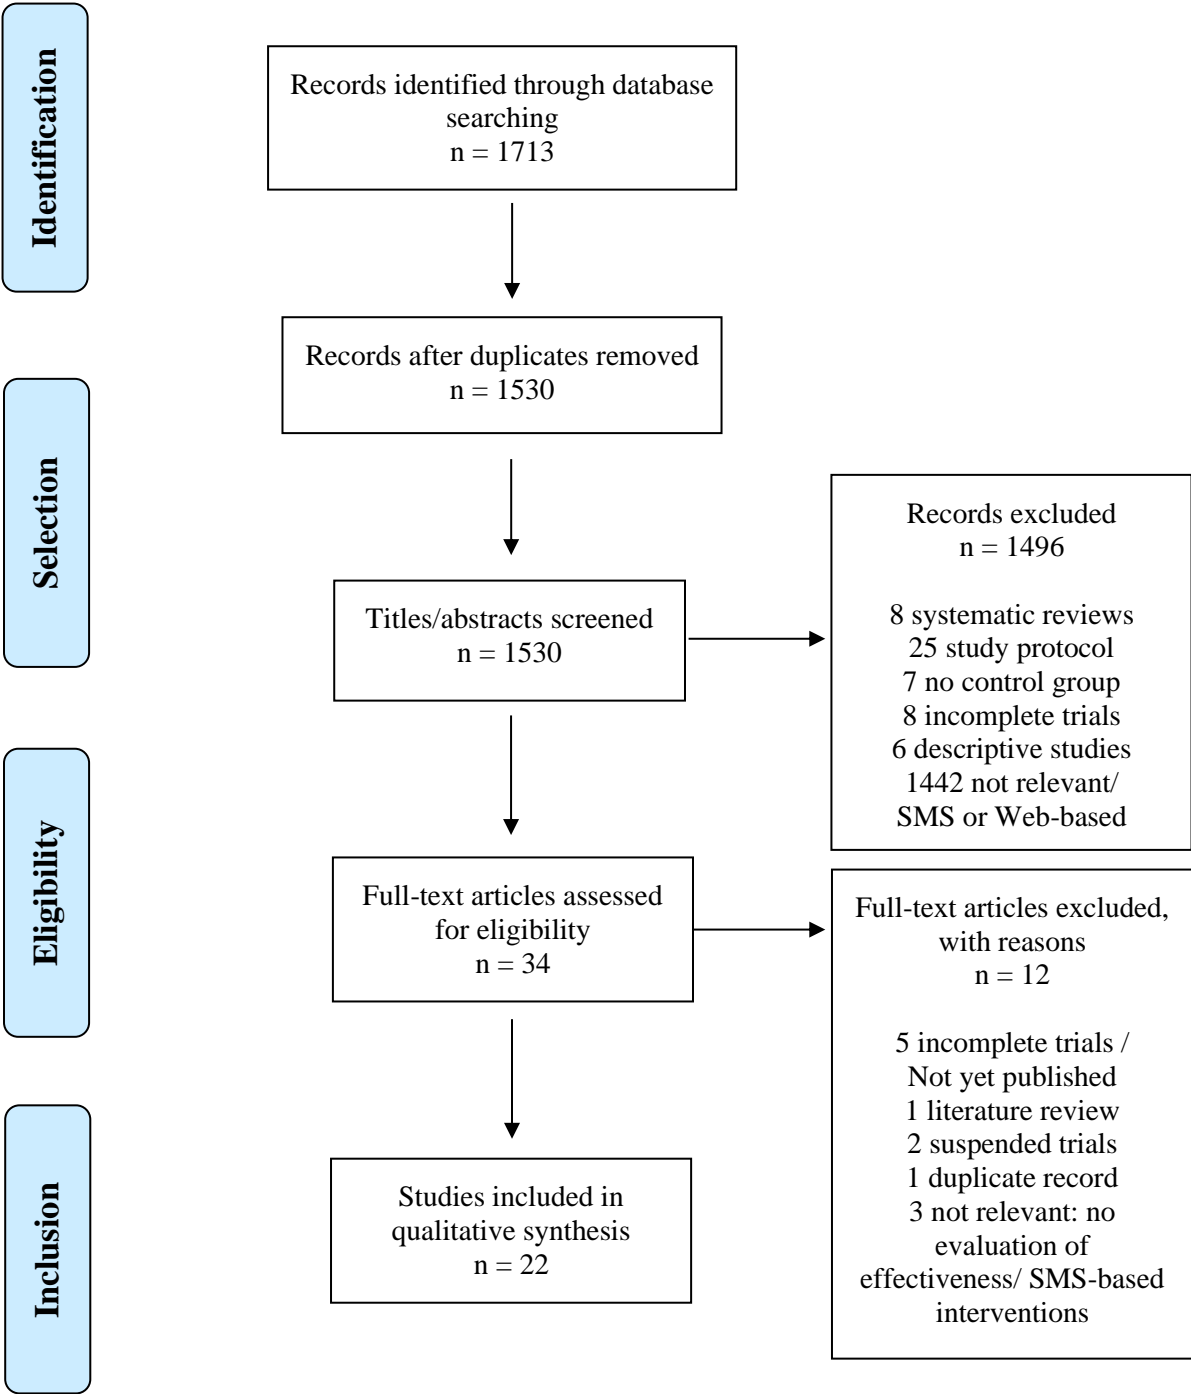 Identification
Records identified through database
searching
n = 1713
Records after duplicates removed
n = 1530
Selection
Titles/abstracts screened
n = 1530
Records excluded
n = 1496
8 systematic reviews
25 study protocol
7 no control group
8 incomplete trials
6 descriptive studies
1442 not relevant/
SMS or Web-based
Eligibility
Full-text articles assessed
for eligibility
n = 34
Full-text articles excluded,
with reasons
n = 12
5 incomplete trials /
Not yet published
1 literature review
2 suspended trials
1 duplicate record
3 not relevant: no
evaluation of
effectiveness/ SMS-based
interventions
Inclusion
Studies included in
qualitative synthesis
n = 22